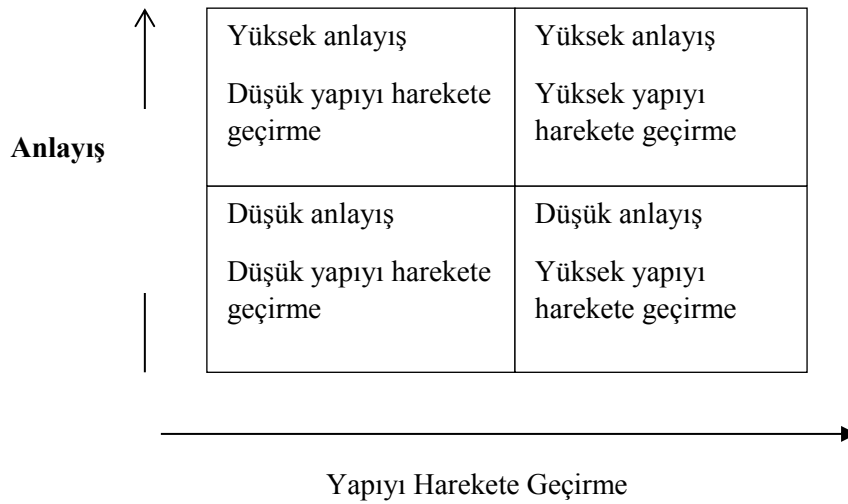 Yüksek anlayış
Düşük yapıyı harekete
geçirme
Yüksek anlayış
Yüksek yapıyı
harekete geçirme
Anlayış
Düşük anlayış
Düşük yapıyı harekete
geçirme
Düşük anlayış
Yüksek yapıyı
harekete geçirme
Yapıyı Harekete Geçirme